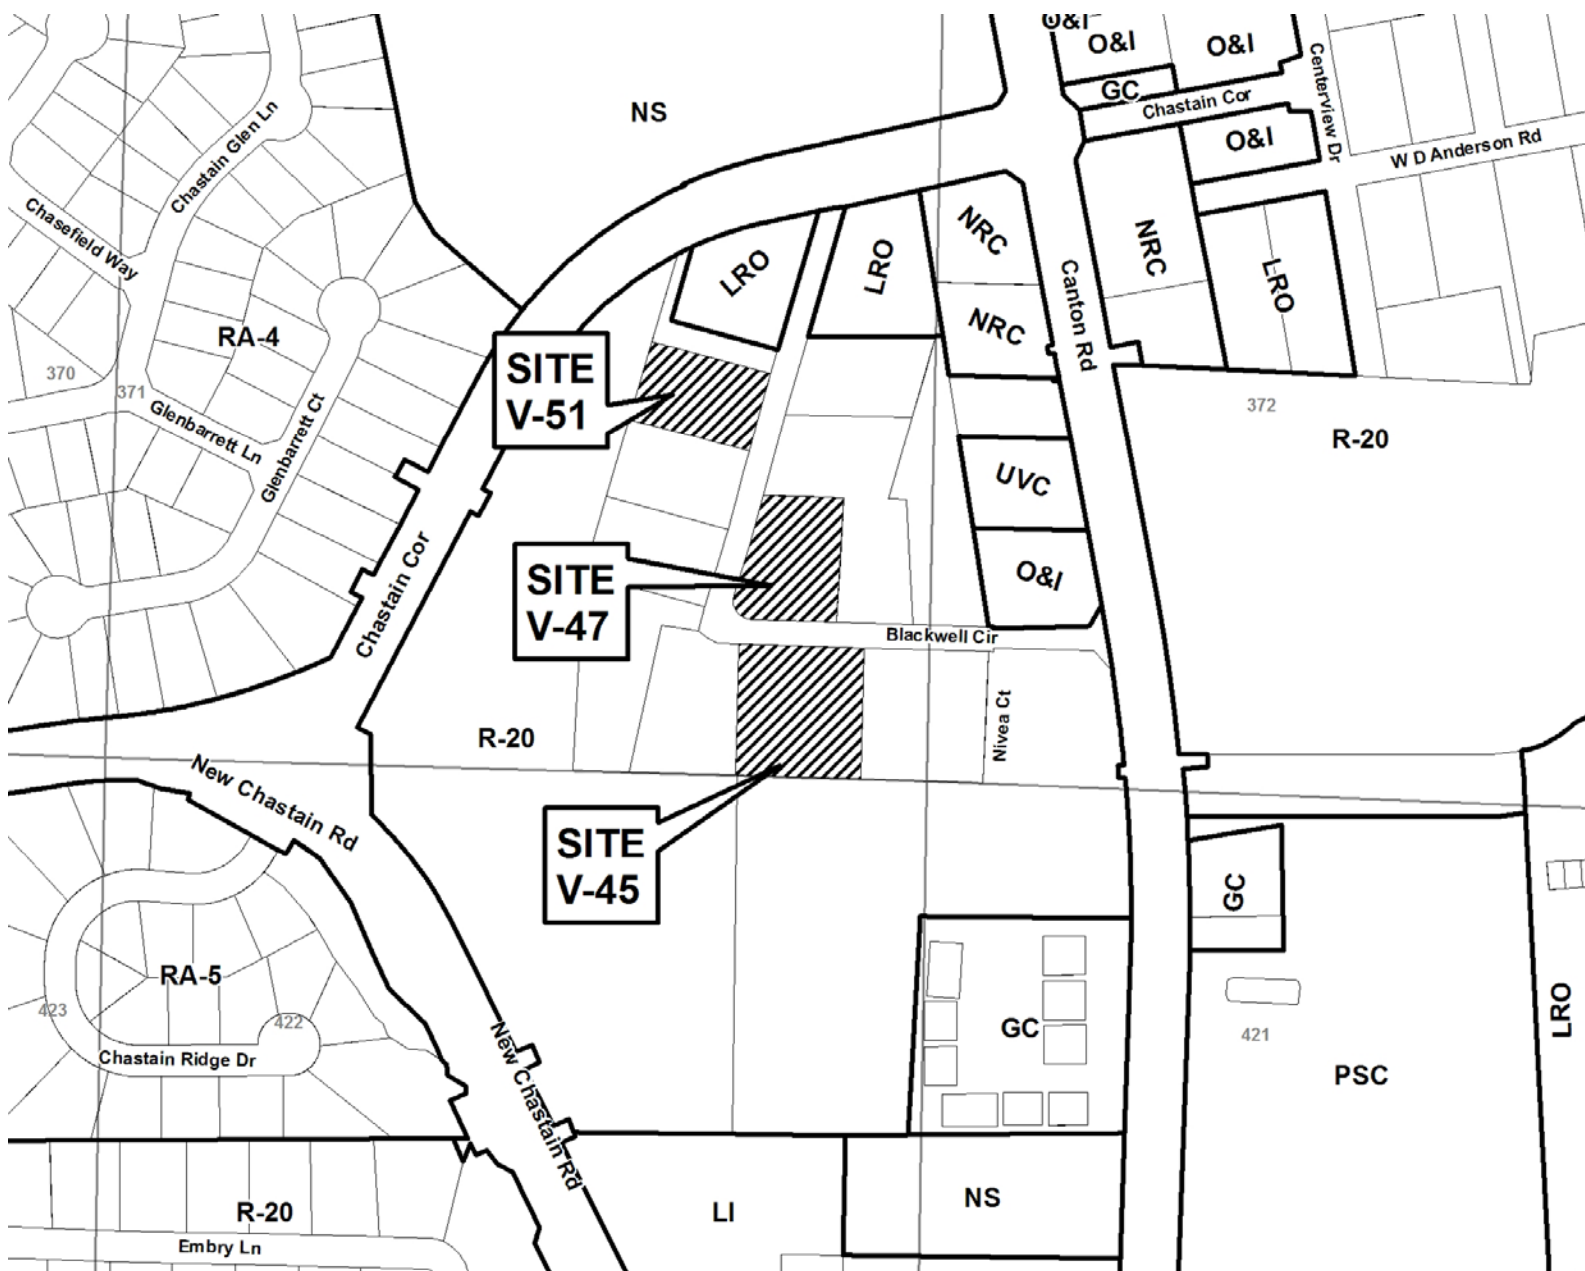 O&I
O&I
O&I
GC
Chastain Cor
Centerview Dr
O&I
W D Anderson Rd
NS
Chastain Glen Ln
Chasefield Way
RA-4
370
371
Glenbarrett Ln
Glenbarrett Ct
LRO
LRO
NRC
NRC
Canton Rd
NRC
LRO
372
R-20
SITE
V-51
UVC
O&I
SITE
V-47
Chastain Cor
Blackwell Cir
Nivea Ct
R-20
New Chastain Rd
SITE
V-45
GC
RA-5
423
422
Chastain Ridge Dr
New Chastain Rd
New Chastain Rd
GC
421
LRO
PSC
R-20
Embry Ln
LI
NS